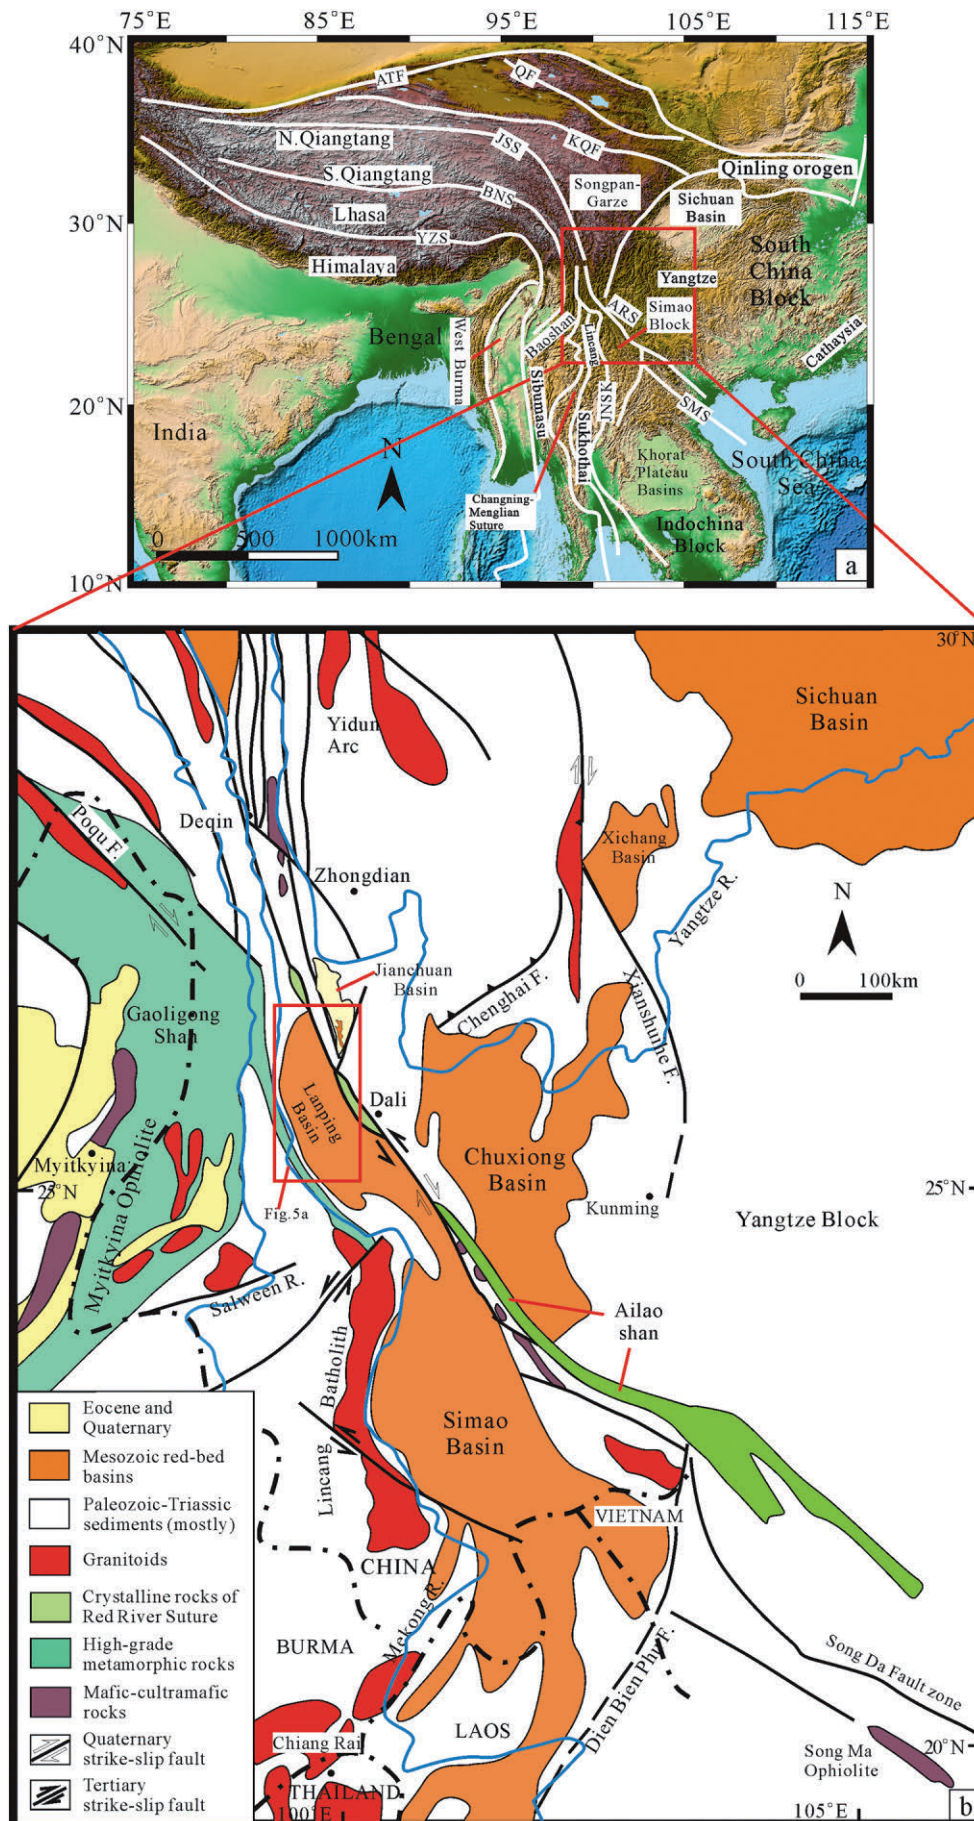 75°E
85°E
95°E
105°E
115°E
40°N
ATF
QF
N.Qiangtang
JSS
KQF
S.Qiangtang
BNS
Songpan-
Garze
Qinling orogen
Sichuan
Basin
30°N
Lhasa
YZS
Himalaya
South
China
Block
Yangtze
ARS
Simao
Block
Bengal
West Burma
Baoshan
Lincang
Cathaysia
Sibumasu
JNSK
SMS
20°N
India
N
Sukhothai
Khorat
Plateau
Basins
South China
Sea
Changning-
Menglian
Suture
Indochina
Block
0 500 1000km
10°N
a
30°N
Sichuan
Basin
Yidun
Arc
Poqu F.
Deqin
Xichang
Basin
Zhongdian
Yangtze R.
N
Jianchuan
Basin
0 100km
Gaoligong
Shan
Chenghai F.
Xianshuihe F.
Lanping
Basin
Dali
Myitkyina
Myitkyina Ophiolite
Chuxiong
Basin
25°N
25°N
Kunming
Fig.5a
Yangtze Block
Salween R.
Ailao
shan
Batholith
Lincang
Simao
Basin
VIETNAM
CHINA
Mekong R.
BURMA
Dien Bien Phu F.
Song Da Fault zone
LAOS
Chiang Rai
Song Ma
Ophiolite
20°N
THAILAND
100°E
105°E
b
Eocene and
Quaternary
Mesozoic red-bed
basins
Paleozoic-Triassic
sediments (mostly)
Granitoids
Crystalline rocks of
Red River Suture
High-grade
metamorphic rocks
Mafic-cultramafic
rocks
Quaternary
strike-slip fault
Tertiary
strike-slip fault